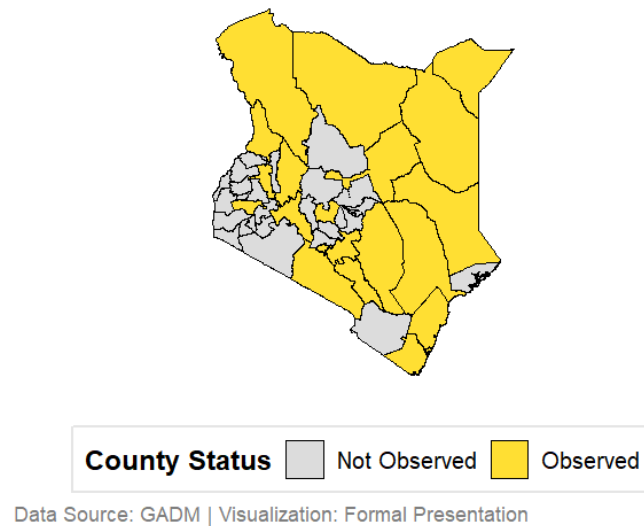 County Status Not Observed Observed
Data Source: GADM | Visualization: Formal Presentation